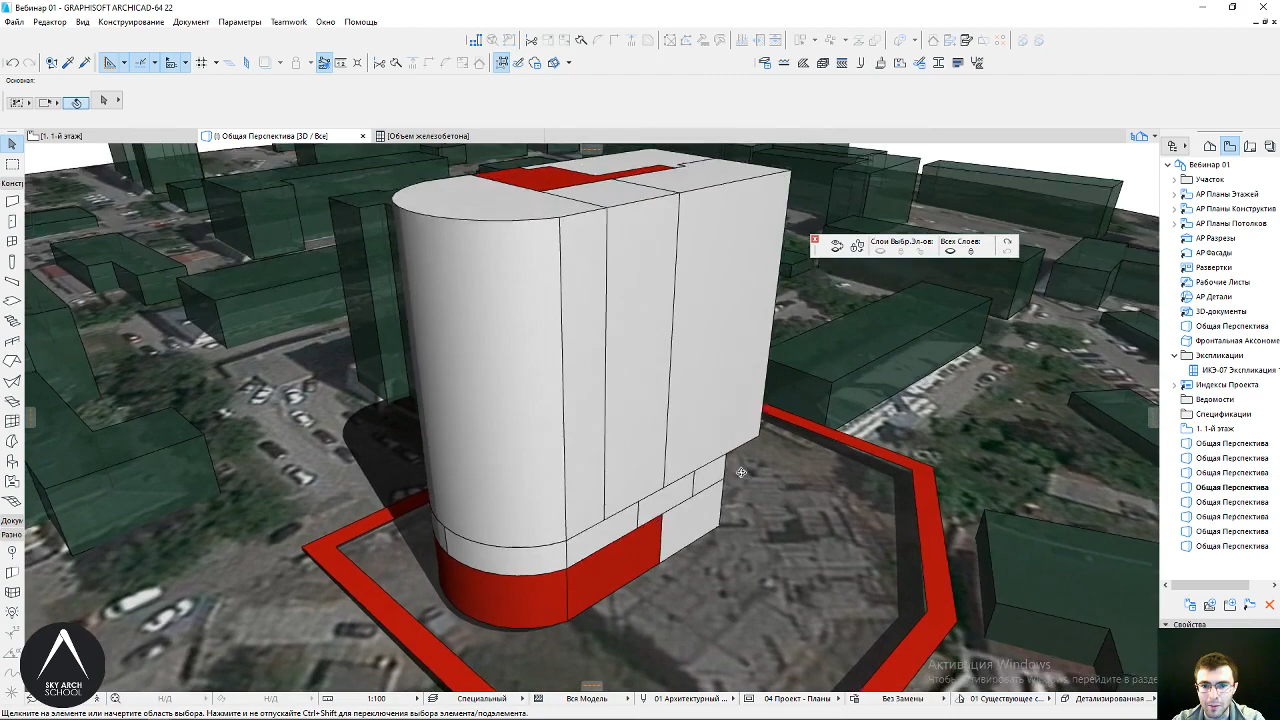 Вебинар 01 - GRAPHISOFT ARCHICAD-64 22
Файл Редактор Вид Конструирование Документ Параметры Teamwork Окно Помощь
Основная:
[1. 1-й этаж]
(!) Общая Перспектива [3D / Все]
[Объем железобетона]
Констр
Докум
Разно
Слои Выбр.Эл-ов:
Всех Слоев:
Вебинар 01
Участок
АР Планы Этажей
АР Планы Конструктив
АР Планы Потолков
АР Разрезы
АР Фасады
Развертки
Рабочие Листы
АР Детали
3D-документы
Общая Перспектива
Фронтальная Аксономе
Экспликации
ИКЭ-07 Экспликация
Индексы Проекта
Ведомости
Спецификации
1. 1-й этаж
Общая Перспектива
Общая Перспектива
Общая Перспектива
Общая Перспектива
Общая Перспектива
Общая Перспектива
Общая Перспектива
Общая Перспектива
Свойства
Активация Windows
Чтобы активировать Windows, перейдите в разде
SKY ARCH
SCHOOL
Н/Д
Н/Д
1:100
Специальный
Вся Модель
01 Архитектурный ...
04 Проект - Планы
Без Замены
01 Существующее с...
Детализированная ...
Щелкните на элементе или начертите область выбора. Нажмите и не отпускайте Ctrl+Shift для переключения выбора элемента/подэлемента.